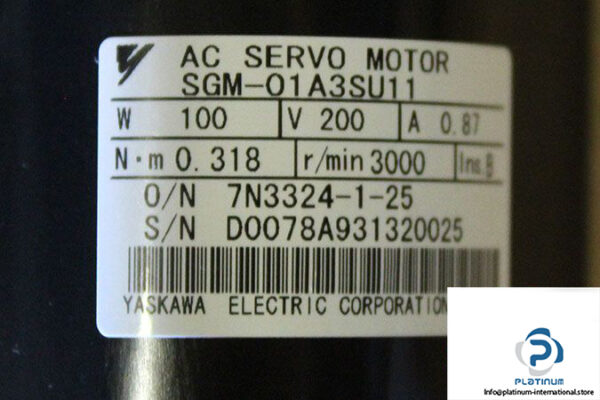 AC SERVO MOTOR
SGM-01A3SU11
W 100 V 200 A 0.87
N·m 0.318 r/min 3000 Ins. B
O/N 7N3324-1-25
S/N D0078A931320025
YASKAWA ELECTRIC CORPORATION
PLATINUM
info@platinum-international.store